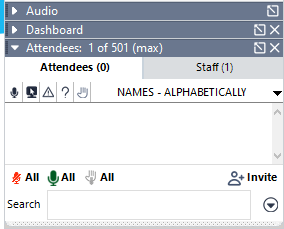 Audio
Dashboard
Attendees: 1 of 501 (max)
Attendees (0) Staff (1)
NAMES - ALPHABETICALLY
All All All Invite
Search